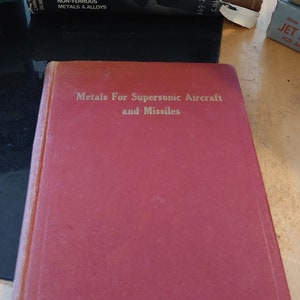 NON-FERROUS
METALS & ALLOYS
JET
Metals For Supersonic Aircraft
and Missiles